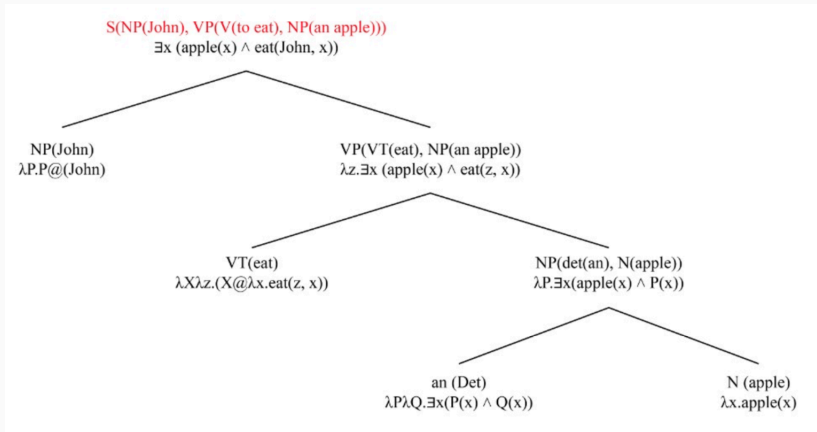 S(NP(John), VP(V(to eat), NP(an apple)))
∃x (apple(x) ∧ eat(John, x))
NP(John)
λP.P@(John)
VP(VT(eat), NP(an apple))
λz.∃x (apple(x) ∧ eat(z, x))
VT(eat)
λXλz.(X@λx.eat(z, x))
NP(det(an), N(apple))
λP.∃x(apple(x) ∧ P(x))
an (Det)
λPλQ.∃x(P(x) ∧ Q(x))
N (apple)
λx.apple(x)